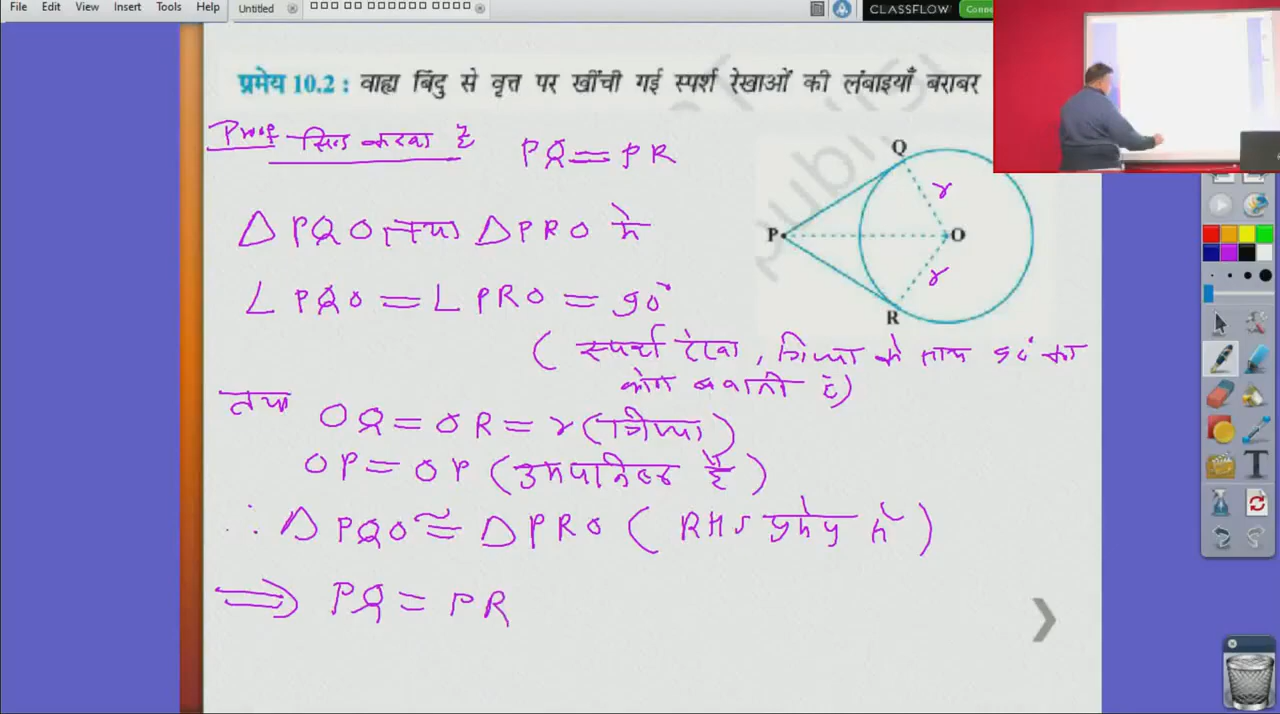 File Edit View Insert Tools Help
Untitled
CLASSFLOW Conne
प्रमेय 10.2 : वाह्य बिंदु से वृत्त पर खींची गई स्पर्श रेखाओं की लंबाइयाँ बराबर
Proof सिद्ध करना है PQ = PR
Q
r
P O
r
R
Δ PQO तथा Δ PRO में
∠ PQO = ∠ PRO = 90°
( स्पर्श रेखा , त्रिज्या के साथ 90° का
कोण बनाती है)
तथा OQ = OR = r (त्रिज्या)
OP = OP (उभयनिष्ठ है)
∴ Δ PQO ≅ Δ PRO ( RHS से)
⟹ PQ = PR